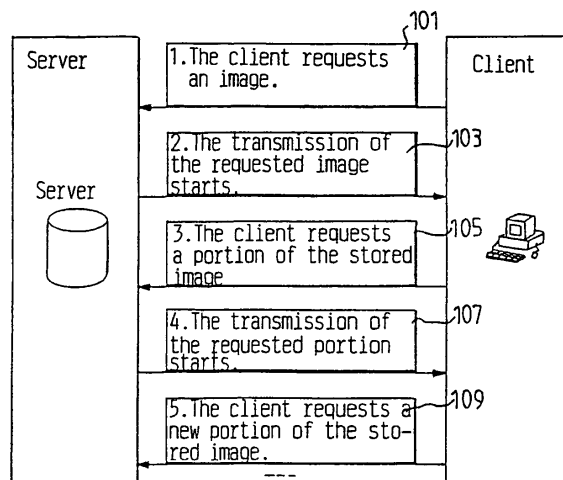 101
Server
1.The client requests
an image.
Client
2.The transmission of
the requested image
starts.
103
Server
3.The client requests
a portion of the stored
image
105
4.The transmission of
the requested portion
starts.
107
5.The client requests a
new portion of the sto-
red image.
109
---